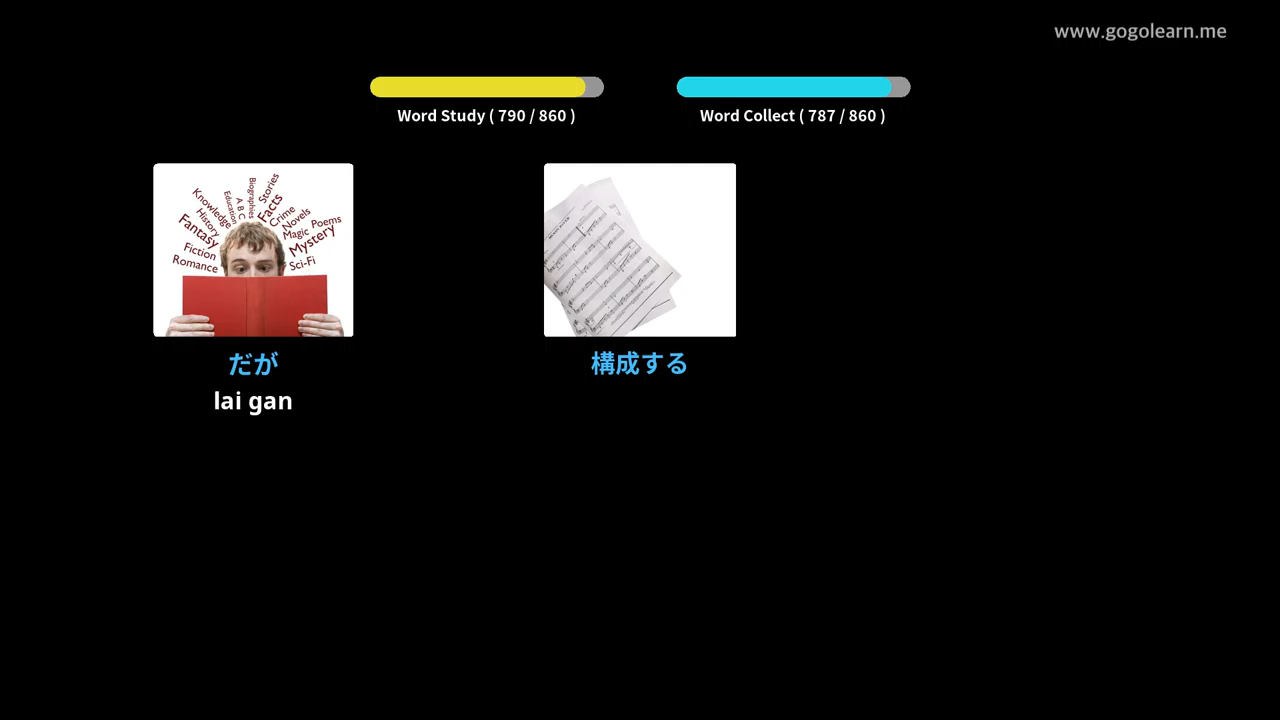 www.gogolearn.me
Word Study ( 790 / 860 )
Word Collect ( 787 / 860 )
Biographies
Stories
A B C
Facts
Education
Knowledge
Crime
History
Novels
Fantasy
Magic
Poems
Mystery
Fiction
Romance
Sci-Fi
だが
構成する
lai gan